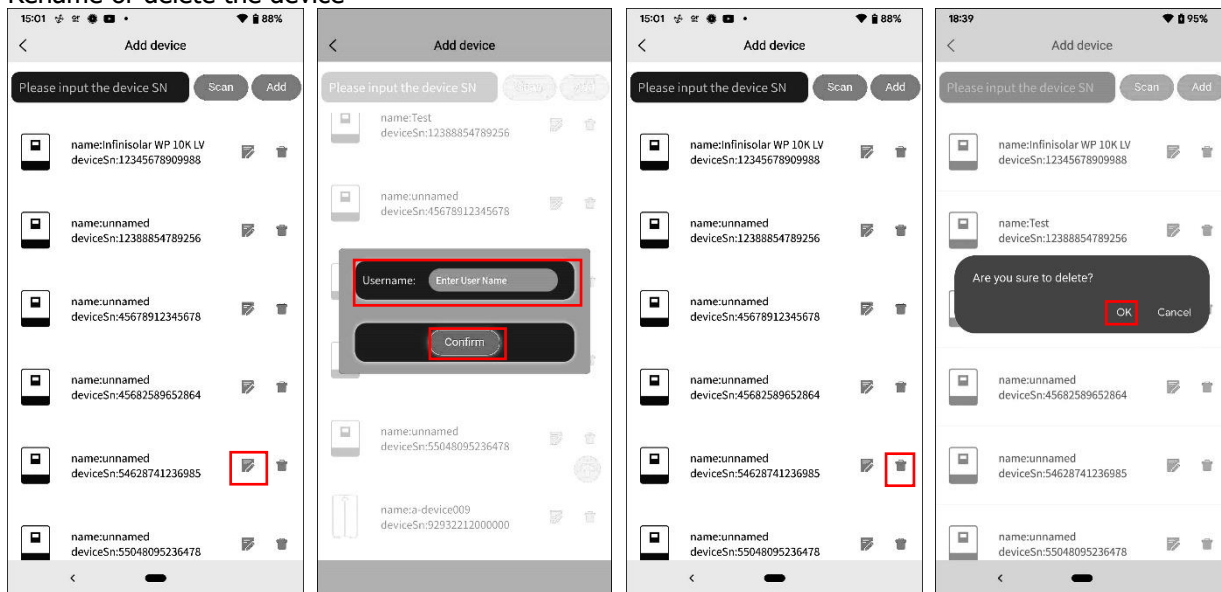 Rename or delete the device
15:01
88%
Add device
Please input the device SN
Scan
Add
name:Infinisolar WP 10K LV
deviceSn:12345678909988
name:unnamed
deviceSn:12388854789256
name:unnamed
deviceSn:45678912345678
name:unnamed
deviceSn:45682589652864
name:unnamed
deviceSn:54628741236985
name:unnamed
deviceSn:55048095236478
Add device
Please input the device SN
Scan
Add
name:Test
deviceSn:12388854789256
name:unnamed
deviceSn:45678912345678
Username:
Enter User Name
Confirm
name:unnamed
deviceSn:55048095236478
name:a-device009
deviceSn:92932212000000
15:01
88%
Add device
Please input the device SN
Scan
Add
name:Infinisolar WP 10K LV
deviceSn:12345678909988
name:unnamed
deviceSn:12388854789256
name:unnamed
deviceSn:45678912345678
name:unnamed
deviceSn:45682589652864
name:unnamed
deviceSn:54628741236985
name:unnamed
deviceSn:55048095236478
18:39
95%
Add device
Please input the device SN
Scan
Add
name:Infinisolar WP 10K LV
deviceSn:12345678909988
name:Test
deviceSn:12388854789256
Are you sure to delete?
OK
Cancel
name:unnamed
deviceSn:45682589652864
name:unnamed
deviceSn:54628741236985
name:unnamed
deviceSn:55048095236478